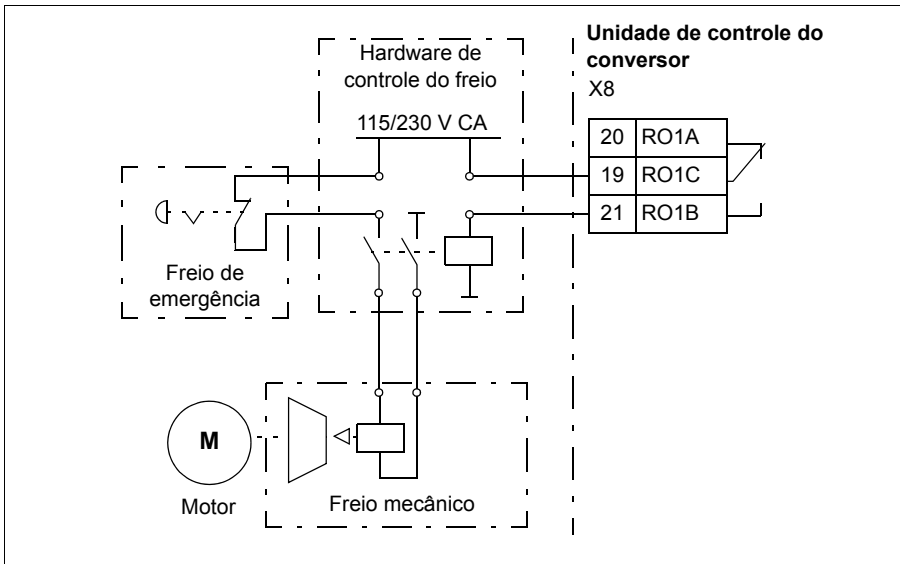 Hardware de
controle do freio
115/230 V CA
Unidade de controle do
conversor
X8
20 RO1A
19 RO1C
21 RO1B
Freio de
emergência
M
Motor
Freio mecânico